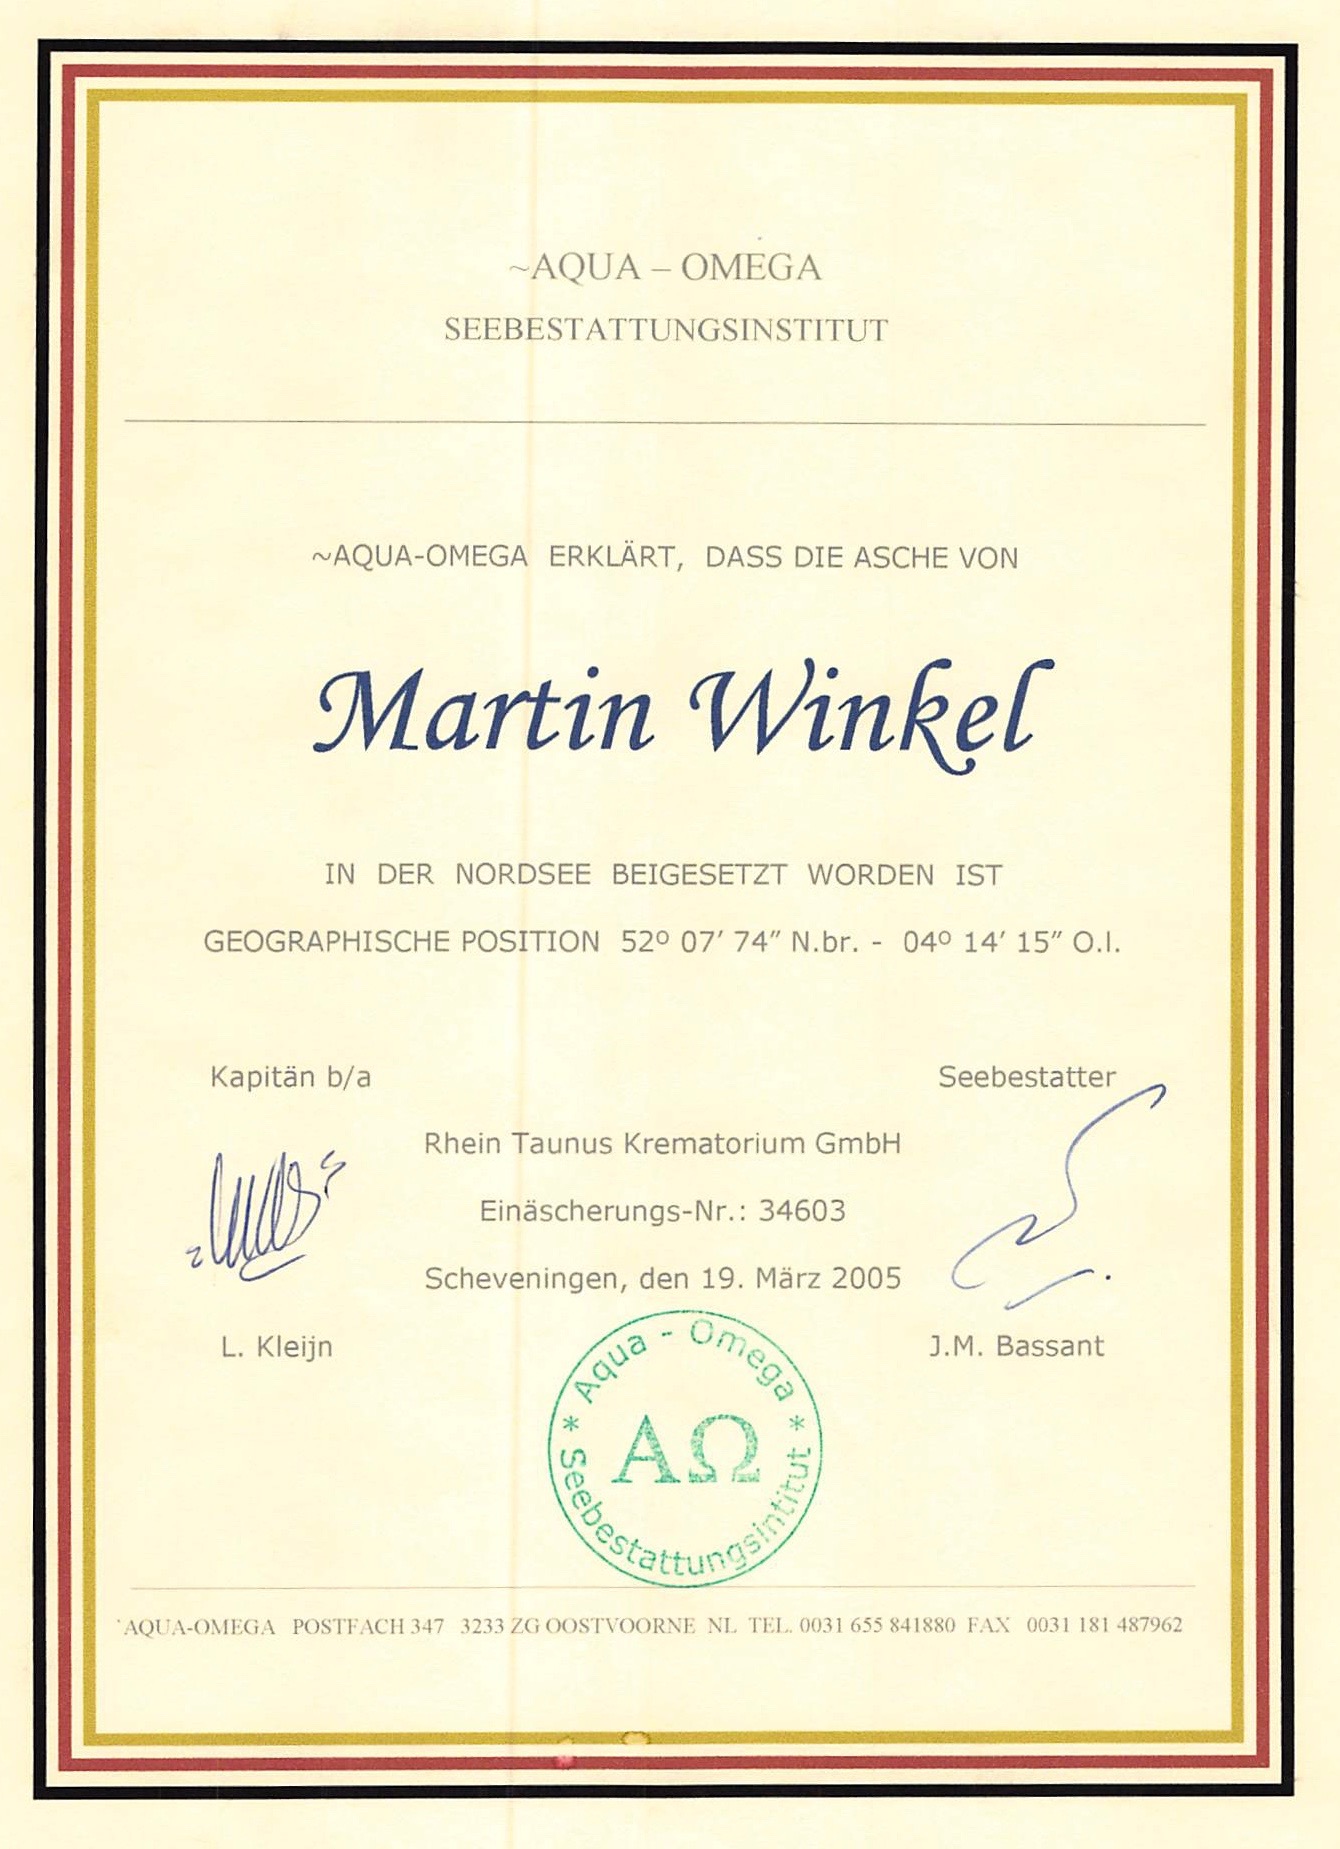 ~AQUA – OMEGA
SEEBESTATTUNGSINSTITUT
~AQUA-OMEGA ERKLÄRT, DASS DIE ASCHE VON
Martin Winkel
IN DER NORDSEE BEIGESETZT WORDEN IST
GEOGRAPHISCHE POSITION 52º 07’ 74” N.br. - 04º 14’ 15” O.l.
Kapitän b/a
Seebestatter
Rhein Taunus Krematorium GmbH
Einäscherungs-Nr.: 34603
Scheveningen, den 19. März 2005
L. Kleijn
J.M. Bassant
* Aqua - Omega *
ΑΩ
Seebestattungsintitut
`AQUA-OMEGA POSTFACH 347 3233 ZG OOSTVOORNE NL TEL. 0031 655 841880 FAX 0031 181 487962